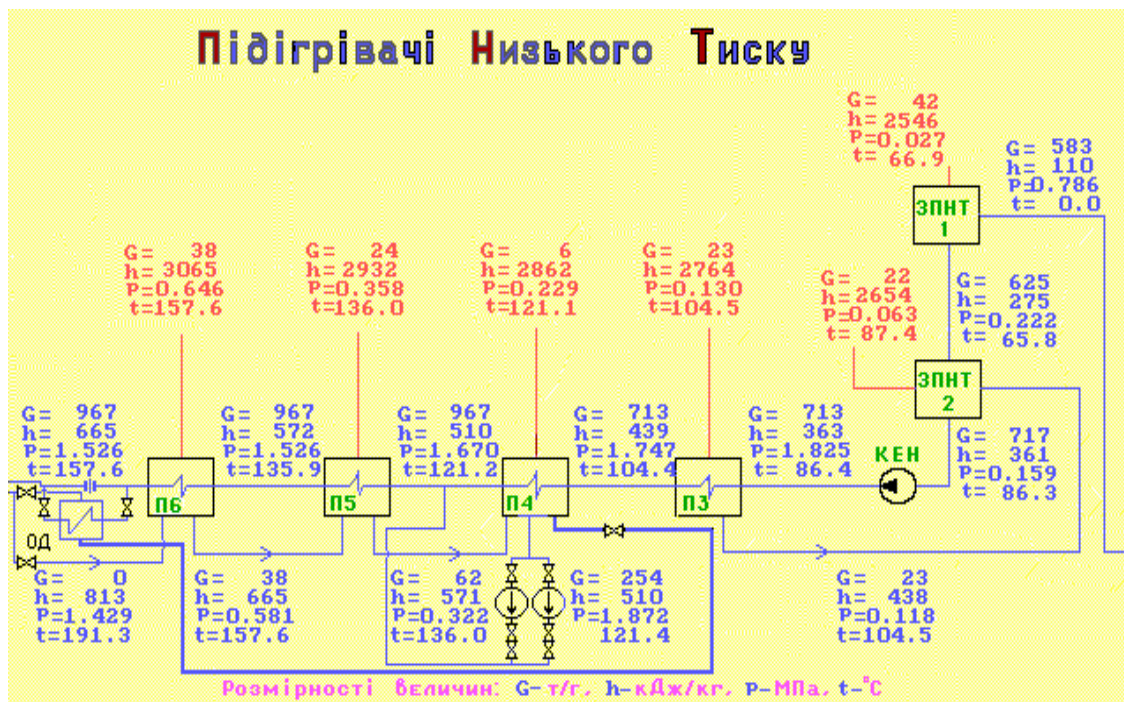 Підігрівачі Низького Тиску
G= 42
h=2546
P=0.027
t= 66.9
G= 583
h= 110
P=0.786
t= 0.0
ЗПНТ
1
G= 38
h=3065
P=0.646
t=157.6
G= 24
h=2932
P=0.358
t=136.0
G= 6
h=2862
P=0.229
t=121.1
G= 23
h=2764
P=0.130
t=104.5
G= 22
h=2654
P=0.063
t= 87.4
G= 625
h= 275
P=0.222
t= 65.8
ЗПНТ
2
G= 967
h= 665
P=1.526
t=157.6
G= 967
h= 572
P=1.526
t=135.9
G= 967
h= 510
P=1.670
t=121.2
G= 713
h= 439
P=1.747
t=104.4
G= 713
h= 363
P=1.825
t= 86.4
КЕН
G= 717
h= 361
P=0.159
t= 86.3
П6
П5
П4
П3
ОД
G= 0
h= 813
P=1.429
t=191.3
G= 38
h= 665
P=0.581
t=157.6
G= 62
h= 571
P=0.322
t=136.0
G= 254
h= 510
P=1.872
121.4
G= 23
h= 438
P=0.118
t=104.5
Розмірності величин: G-т/г, h-кДж/кг, P-МПа, t-°C